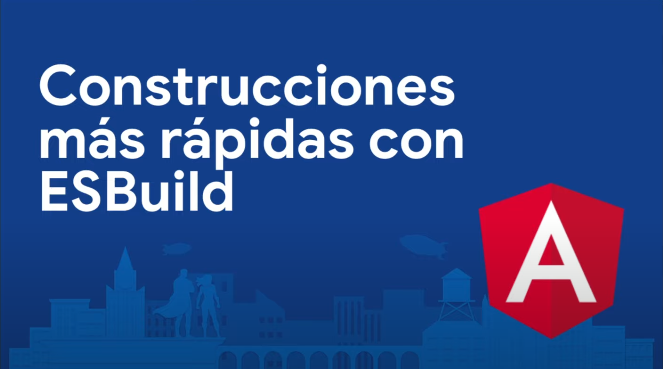 Construcciones
más rápidas con
ESBuild
A